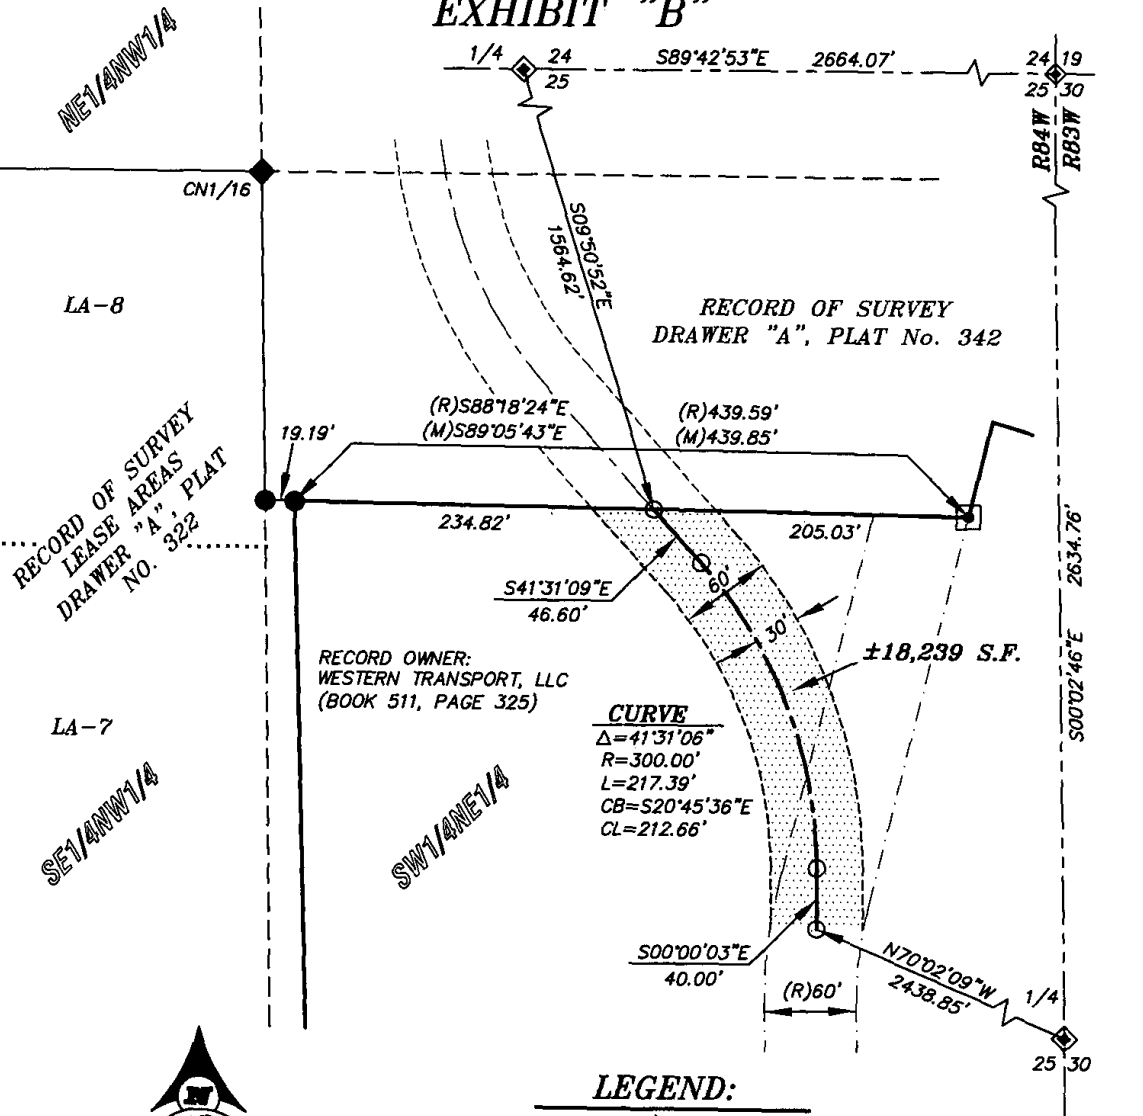 EXHIBIT "B"
NE1/4NW1/4
1/4
24
25
S89°42'53"E 2664.07'
24 19
25 30
R84W
R83W
CN1/16
S09°50'52"E
1564.62'
LA-8
RECORD OF SURVEY
DRAWER "A", PLAT No. 342
(R)S88°18'24"E
(M)S89°05'43"E
(R)439.59'
(M)439.85'
19.19'
RECORD OF SURVEY
LEASE AREAS
DRAWER "A", PLAT
NO. 322
234.82'
205.03'
2634.76'
S00°02'46"E
S41°31'09"E
46.60'
60'
30'
±18,239 S.F.
RECORD OWNER:
WESTERN TRANSPORT, LLC
(BOOK 511, PAGE 325)
LA-7
CURVE
Δ=41°31'06"
R=300.00'
L=217.39'
CB=S20°45'36"E
CL=212.66'
SE1/4NW1/4
SW1/4NE1/4
S00°00'03"E
40.00'
N70°02'09"W
2438.85'
1/4
(R)60'
25 30
N
LEGEND: